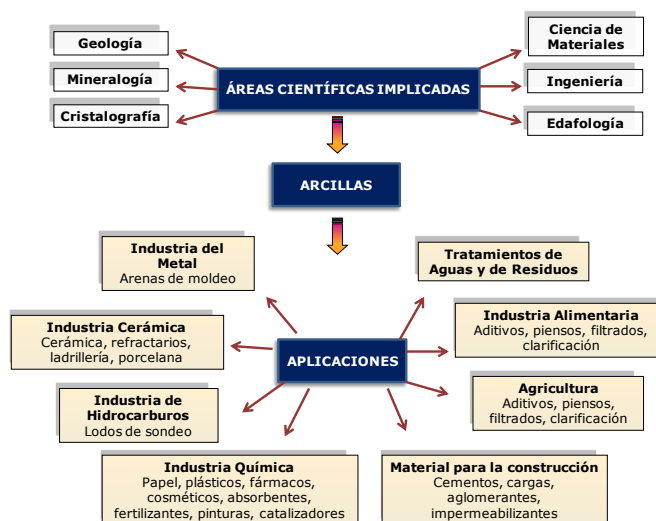 Geología
Mineralogía
Cristalografía
ÁREAS CIENTÍFICAS IMPLICADAS
Ciencia de
Materiales
Ingeniería
Edafología
ARCILLAS
Industria del
Metal
Arenas de moldeo
Tratamientos de
Aguas y de Residuos
Industria Cerámica
Cerámica, refractarios,
ladrillería, porcelana
APLICACIONES
Industria Alimentaria
Aditivos, piensos, filtrados,
clarificación
Industria de
Hidrocarburos
Lodos de sondeo
Agricultura
Aditivos, piensos,
filtrados, clarificación
Industria Química
Papel, plásticos, fármacos,
cosméticos, absorbentes,
fertilizantes, pinturas, catalizadores
Material para la construcción
Cementos, cargas,
aglomerantes,
impermeabilizantes